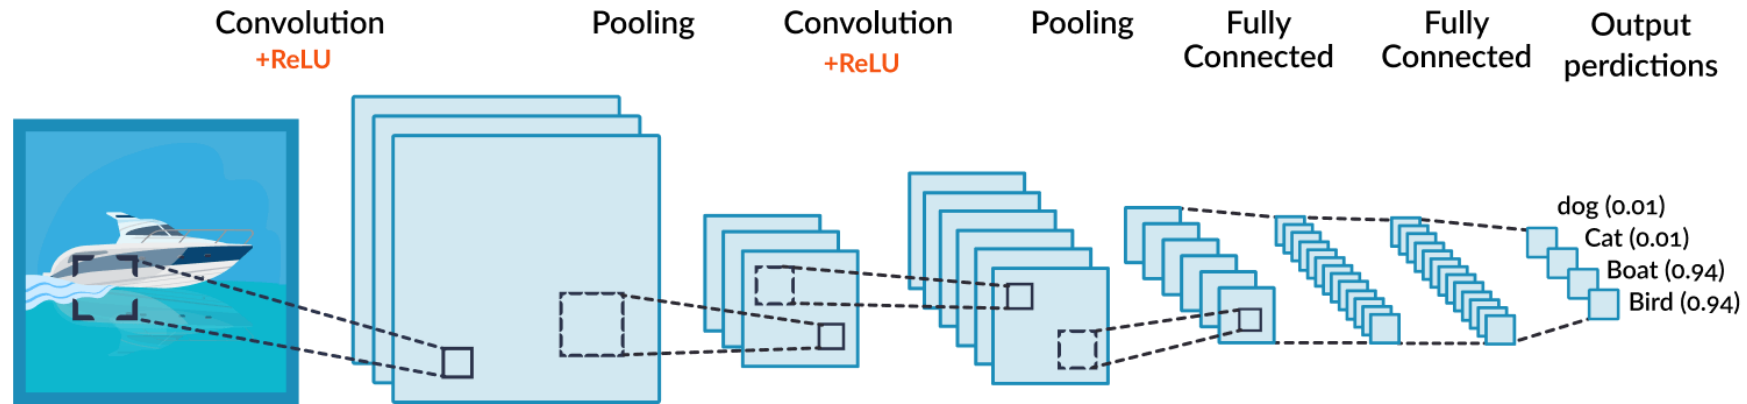 Convolution
+ReLU
Pooling
Convolution
+ReLU
Pooling
Fully
Connected
Fully
Connected
Output
perdictions
dog (0.01)
Cat (0.01)
Boat (0.94)
Bird (0.94)